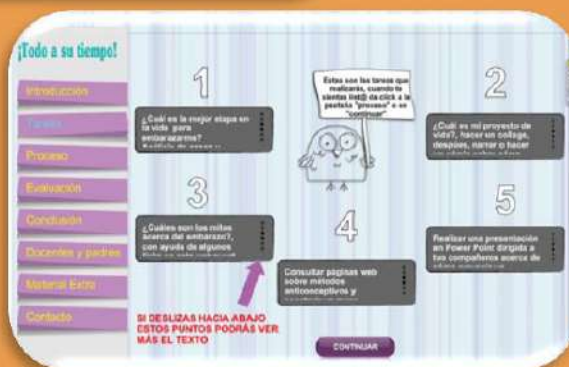 ¡Todo a su tiempo!
Introducción
Tareas
Proceso
Evaluación
Conclusión
Docentes y padres
Material Extra
Contacto
1
¿Cuál es la mejor etapa en
la vida para
embarazarme?
Estas son las tareas que
realizarás, cuando te
sientas list@ da click a la
pestaña "proceso" o en
"continuar"
2
¿Cuál es mi proyecto de
vida?, hacer un collage,
después, narrar o hacer
3
¿Cuáles son los mitos
acerca del embarazo?,
con ayuda de algunos
4
Consultar páginas web
sobre métodos
anticonceptivos y
5
Realizar una presentación
en Power Point dirigida a
tus compañeros acerca de
SI DESLIZAS HACIA ABAJO
ESTOS PUNTOS PODRÁS VER
MÁS EL TEXTO
CONTINUAR